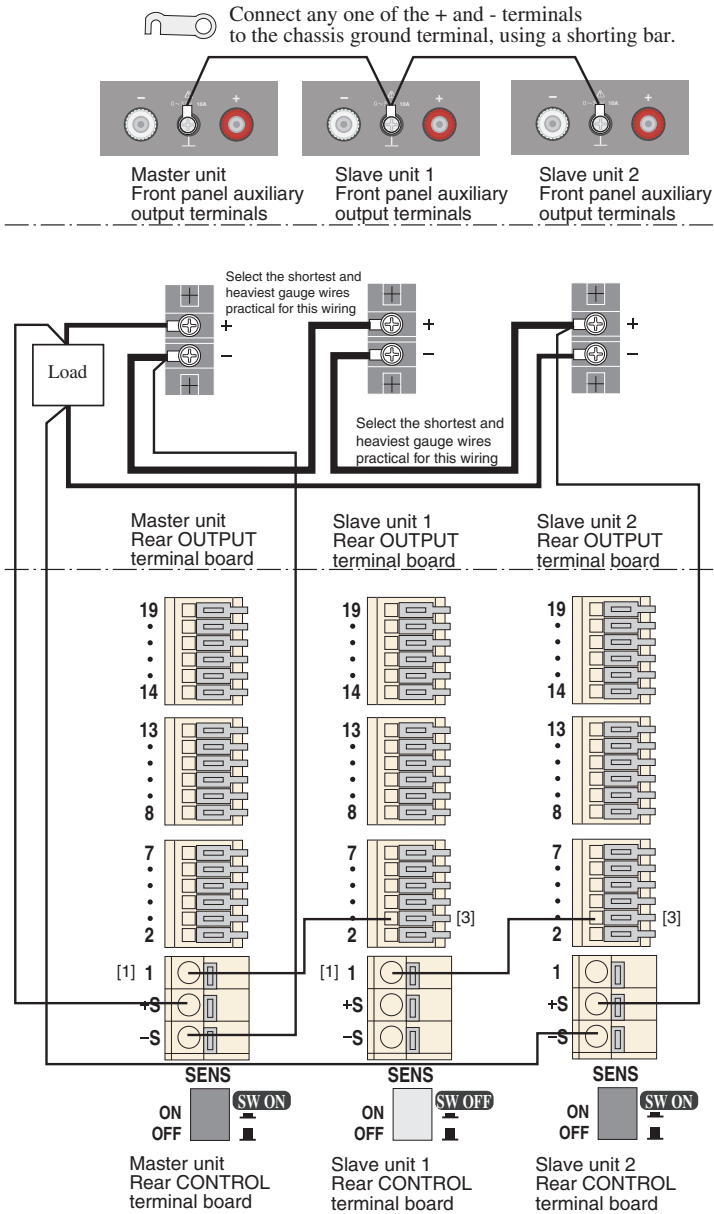 Connect any one of the + and - terminals
to the chassis ground terminal, using a shorting bar.
− 0~ 10A +
− 0~ 10A +
− 0~ 10A +
Master unit
Front panel auxiliary
output terminals
Slave unit 1
Front panel auxiliary
output terminals
Slave unit 2
Front panel auxiliary
output terminals
Select the shortest and
heaviest gauge wires
practical for this wiring
+
−
+
−
+
−
Load
Select the shortest and
heaviest gauge wires
practical for this wiring
Master unit
Rear OUTPUT
terminal board
Slave unit 1
Rear OUTPUT
terminal board
Slave unit 2
Rear OUTPUT
terminal board
19
14
13
8
7
2
[1] 1
+S
−S
SENS
ON
OFF
SW ON
Master unit
Rear CONTROL
terminal board
19
14
13
8
7
[3]
2
[1] 1
+S
−S
SENS
ON
OFF
SW OFF
Slave unit 1
Rear CONTROL
terminal board
19
14
13
8
7
[3]
2
1
+S
−S
SENS
ON
OFF
SW ON
Slave unit 2
Rear CONTROL
terminal board